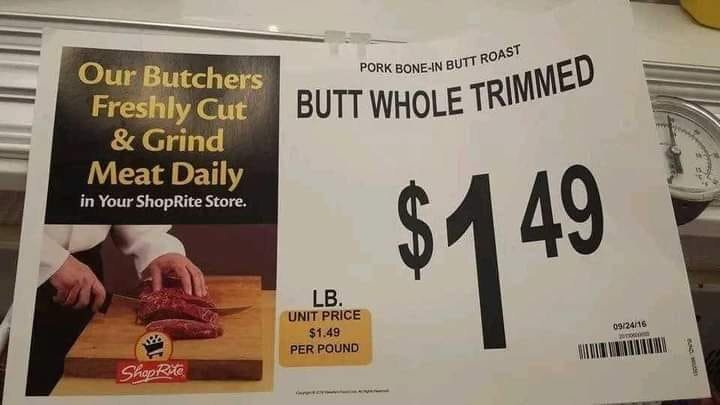 Our Butchers
Freshly Cut
& Grind
Meat Daily
in Your ShopRite Store.
ShopRite
PORK BONE-IN BUTT ROAST
BUTT WHOLE TRIMMED
$1 49
LB.
UNIT PRICE
$1.49
PER POUND
09/24/16